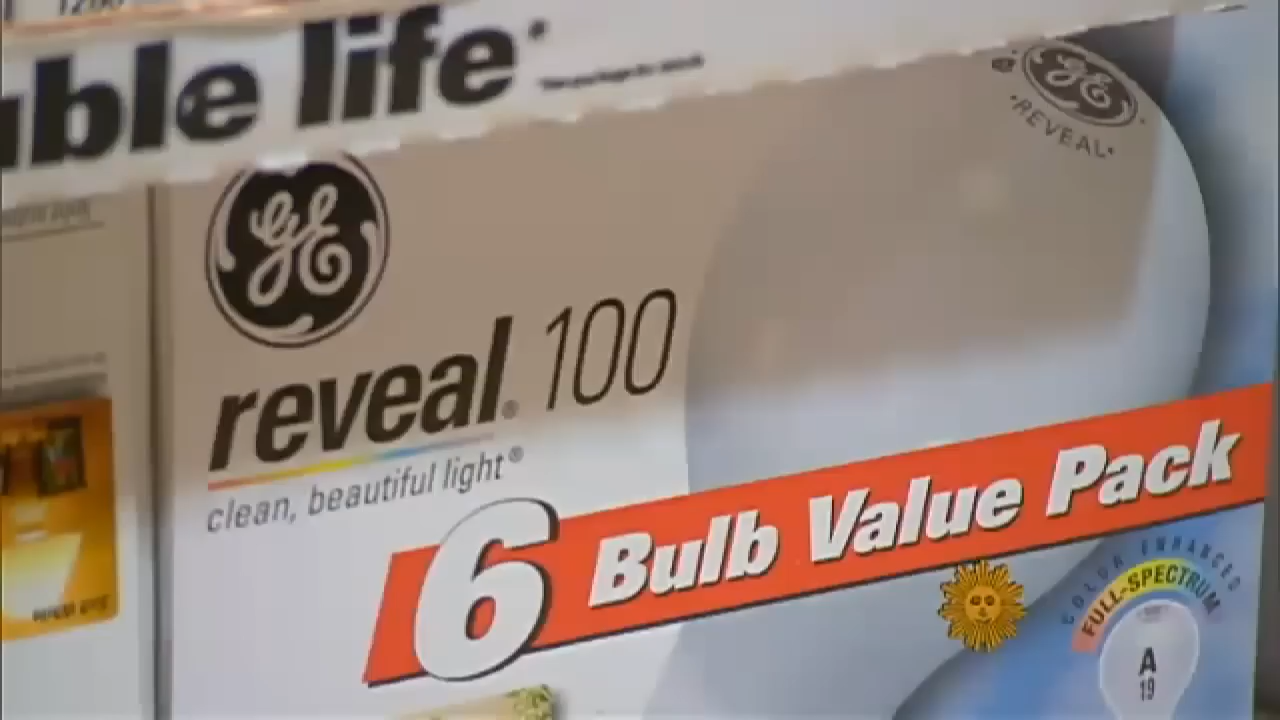 ble life*
GE
• REVEAL •
GE
reveal® 100
clean, beautiful light®
6 Bulb Value Pack
COLOR ENHANCED
FULL-SPECTRUM
A
19